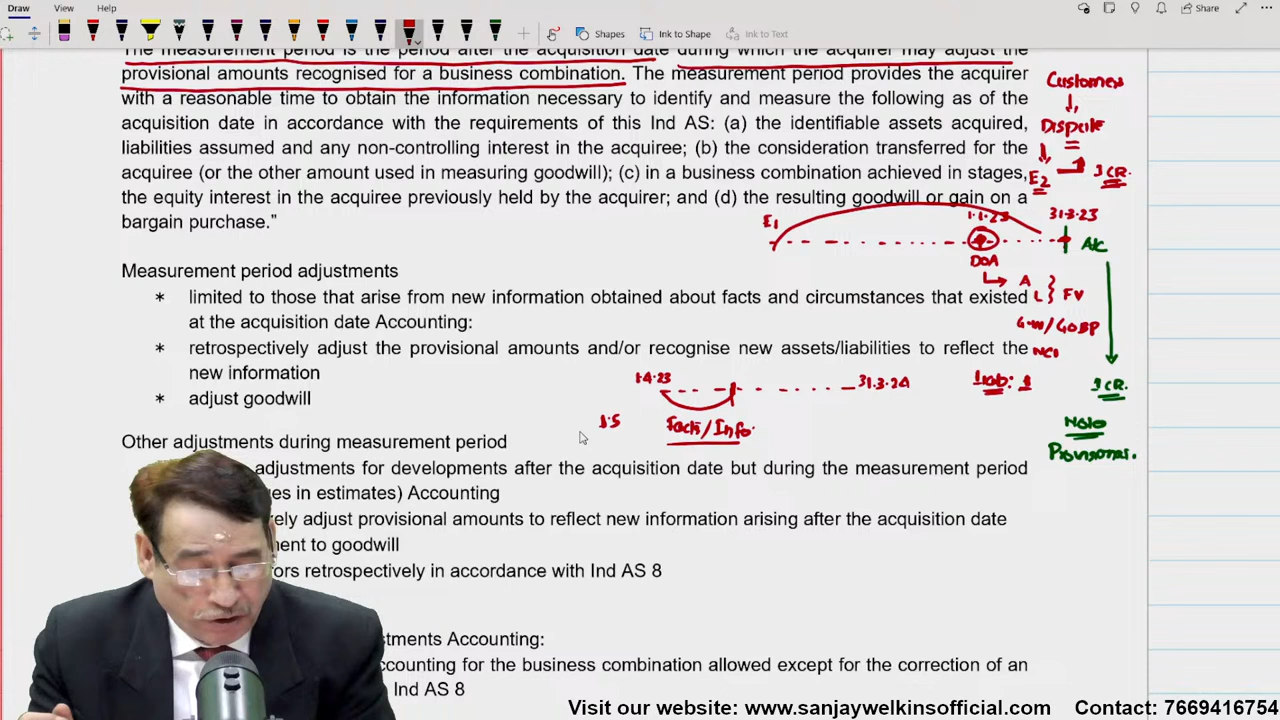 Draw View Help
Shapes Ink to Shape Ink to Text Share
The measurement period is the period after the acquisition date during which the acquirer may adjust the
provisional amounts recognised for a business combination. The measurement period provides the acquirer
with a reasonable time to obtain the information necessary to identify and measure the following as of the
acquisition date in accordance with the requirements of this Ind AS: (a) the identifiable assets acquired,
liabilities assumed and any non-controlling interest in the acquiree; (b) the consideration transferred for the
acquiree (or the other amount used in measuring goodwill); (c) in a business combination achieved in stages,
the equity interest in the acquiree previously held by the acquirer; and (d) the resulting goodwill or gain on a
bargain purchase."
Customer
Dispute
E2 1 CR.
E1 1.1.23 31.3.23
A/C
DOA
A
L FV
G.W/GOBP
NCI
Measurement period adjustments
* limited to those that arise from new information obtained about facts and circumstances that existed
at the acquisition date Accounting:
* retrospectively adjust the provisional amounts and/or recognise new assets/liabilities to reflect the
new information
* adjust goodwill
1.4.23 31.3.24
1.5 Facts/Info.
1 CR.
Note
Provisional.
Other adjustments during measurement period
adjustments for developments after the acquisition date but during the measurement period
es in estimates) Accounting
ely adjust provisional amounts to reflect new information arising after the acquisition date
ent to goodwill
ors retrospectively in accordance with Ind AS 8
stments Accounting:
ccounting for the business combination allowed except for the correction of an
Ind AS 8
Visit our website: www.sanjaywelkinsofficial.com Contact: 7669416754